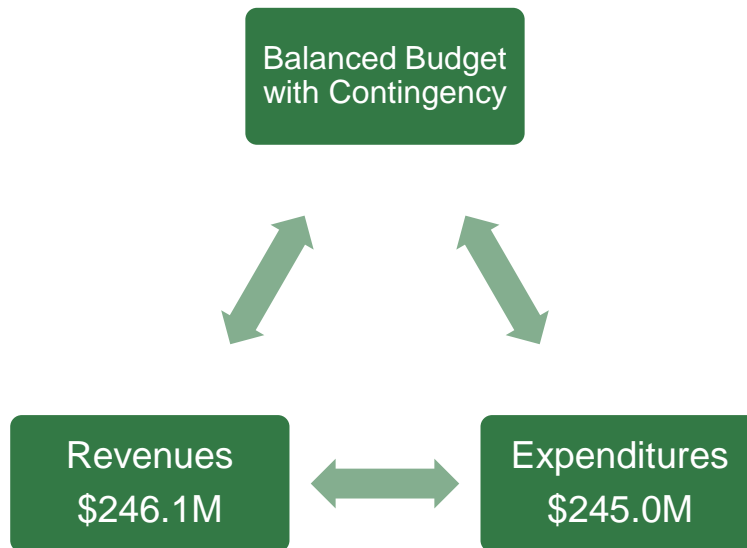 Balanced Budget
with Contingency
Revenues
$246.1M
Expenditures
$245.0M